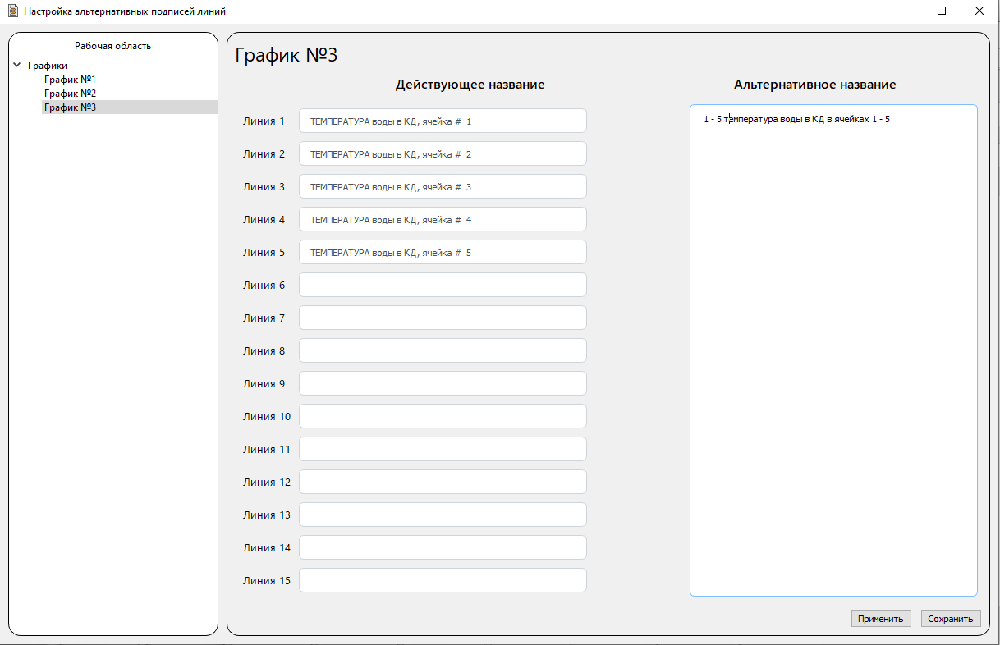 Настройка альтернативных подписей линий
Рабочая область
Графики
График №1
График №2
График №3
График №3
Действующее название
Альтернативное название
Линия 1 ТЕМПЕРАТУРА воды в КД, ячейка # 1
1 - 5 температура воды в КД в ячейках 1 - 5
Линия 2 ТЕМПЕРАТУРА воды в КД, ячейка # 2
Линия 3 ТЕМПЕРАТУРА воды в КД, ячейка # 3
Линия 4 ТЕМПЕРАТУРА воды в КД, ячейка # 4
Линия 5 ТЕМПЕРАТУРА воды в КД, ячейка # 5
Линия 6
Линия 7
Линия 8
Линия 9
Линия 10
Линия 11
Линия 12
Линия 13
Линия 14
Линия 15
Применить
Сохранить